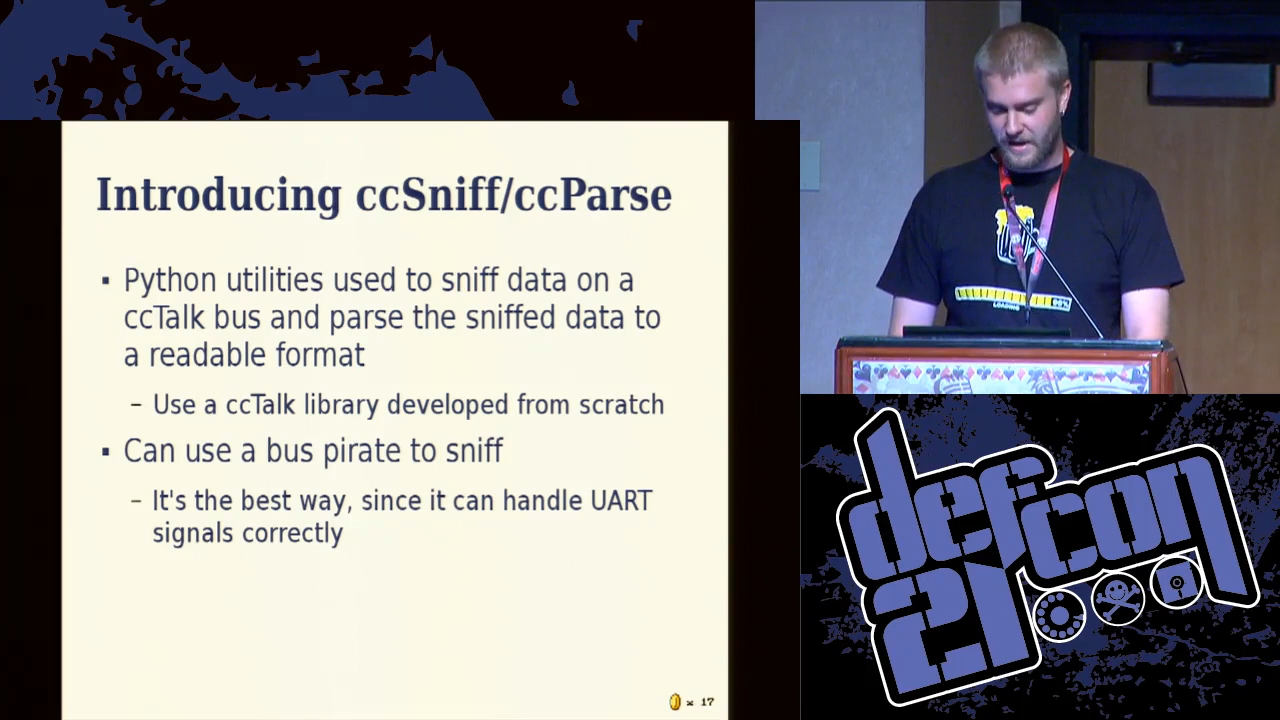 Introducing ccSniff/ccParse
▪ Python utilities used to sniff data on a
ccTalk bus and parse the sniffed data to
a readable format
– Use a ccTalk library developed from scratch
▪ Can use a bus pirate to sniff
– It's the best way, since it can handle UART
signals correctly
× 17
LOADING
defcon
21